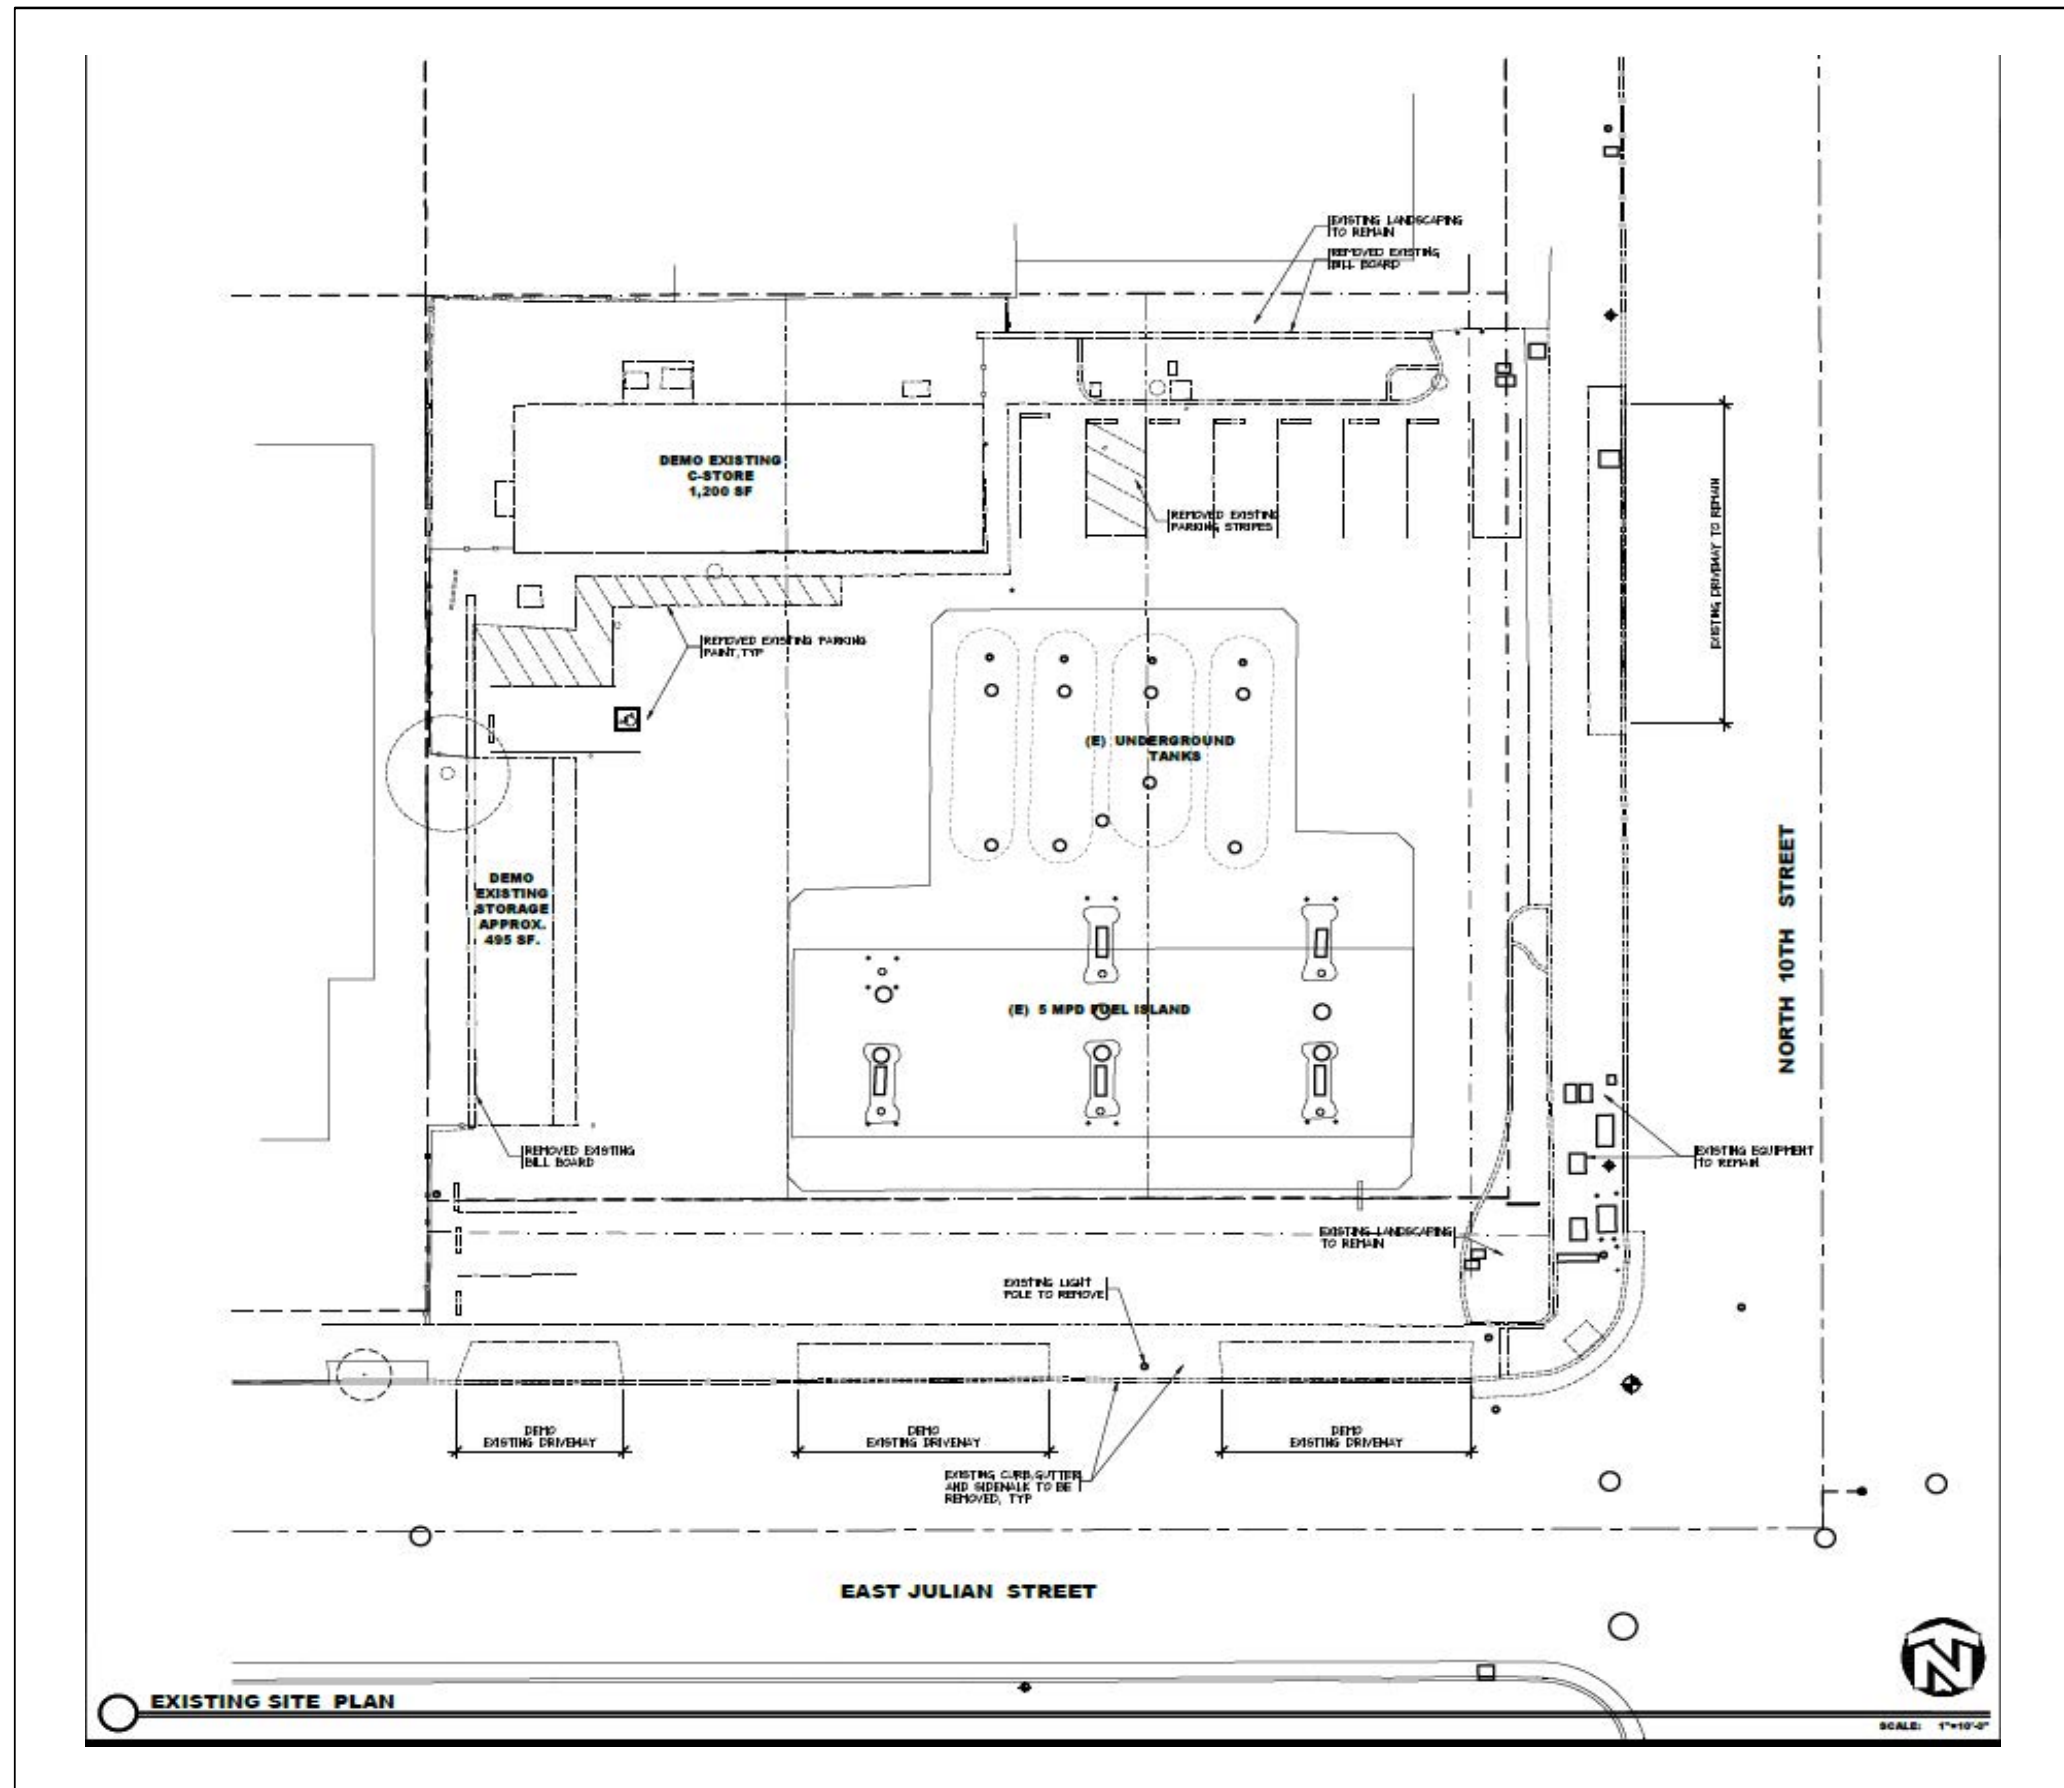 EXISTING LANDSCAPING
TO REMAIN
REMOVED EXISTING
BILL BOARD
DEMO EXISTING
C-STORE
1,200 SF
REMOVED EXISTING
PARKING STRIPES
EXISTING DRIVEWAY TO REMAIN
REMOVED EXISTING PARKING
PAINT, TYP
(E) UNDERGROUND
TANKS
DEMO
EXISTING
STORAGE
APPROX.
495 SF.
(E) 5 MPD FUEL ISLAND
NORTH 10TH STREET
REMOVED EXISTING
BILL BOARD
EXISTING EQUIPMENT
TO REMAIN
EXISTING LANDSCAPING
TO REMAIN
EXISTING LIGHT
POLE TO REMOVE
DEMO
EXISTING DRIVEWAY
DEMO
EXISTING DRIVEWAY
DEMO
EXISTING DRIVEWAY
EXISTING CURB, GUTTER
AND SIDEWALK TO BE
REMOVED, TYP
EAST JULIAN STREET
N
EXISTING SITE PLAN
SCALE: 1"=10'-0"